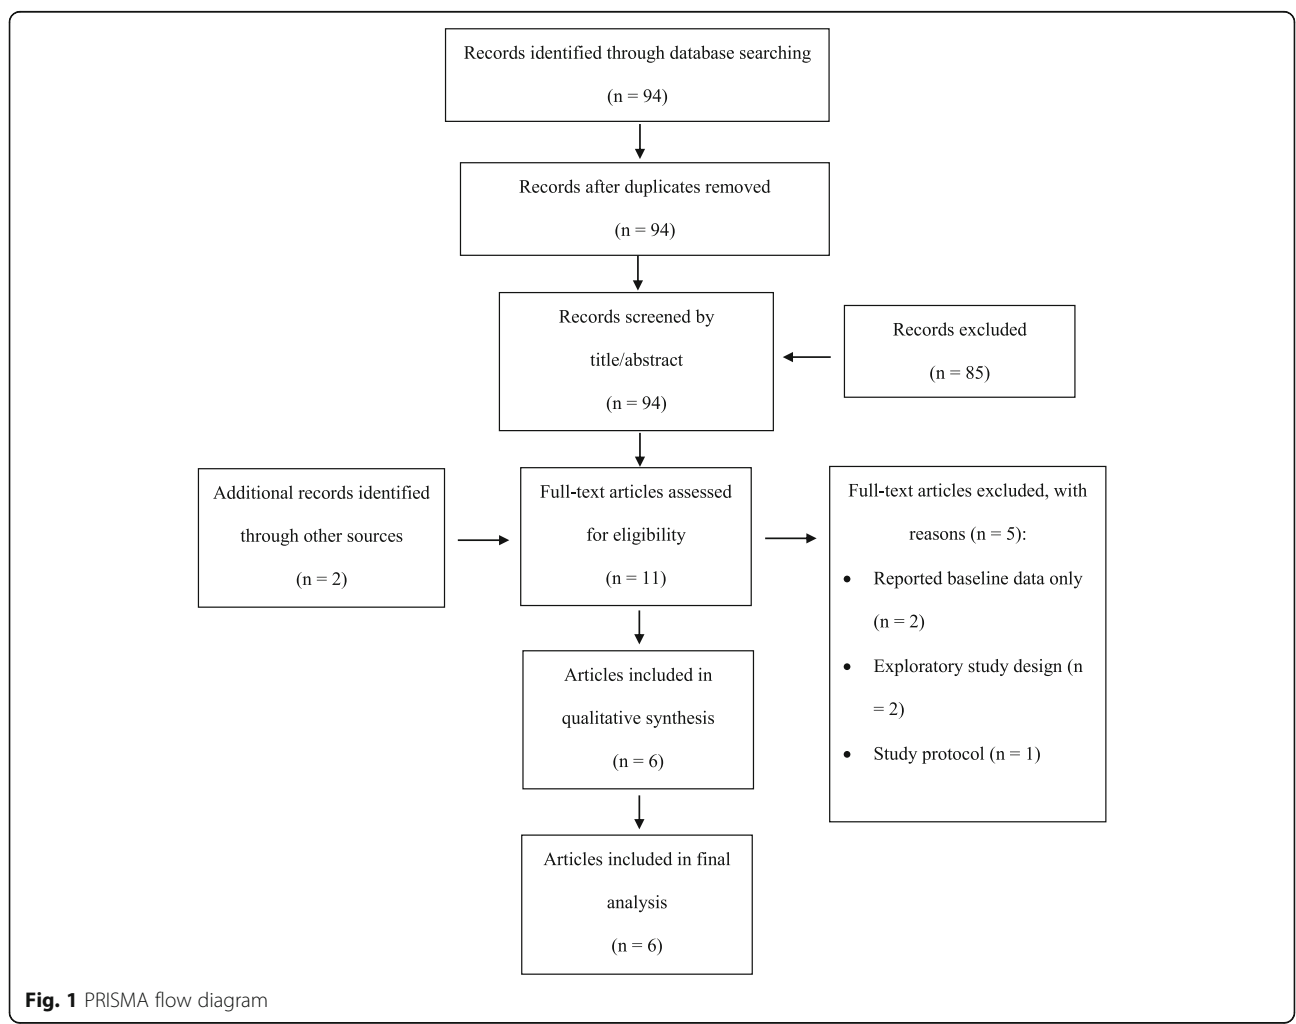 Records identified through database searching
(n = 94)
Records after duplicates removed
(n = 94)
Records screened by
title/abstract
(n = 94)
Records excluded
(n = 85)
Additional records identified
through other sources
(n = 2)
Full-text articles assessed
for eligibility
(n = 11)
Full-text articles excluded, with
reasons (n = 5):
• Reported baseline data only
(n = 2)
• Exploratory study design (n
= 2)
• Study protocol (n = 1)
Articles included in
qualitative synthesis
(n = 6)
Articles included in final
analysis
(n = 6)
Fig. 1 PRISMA flow diagram